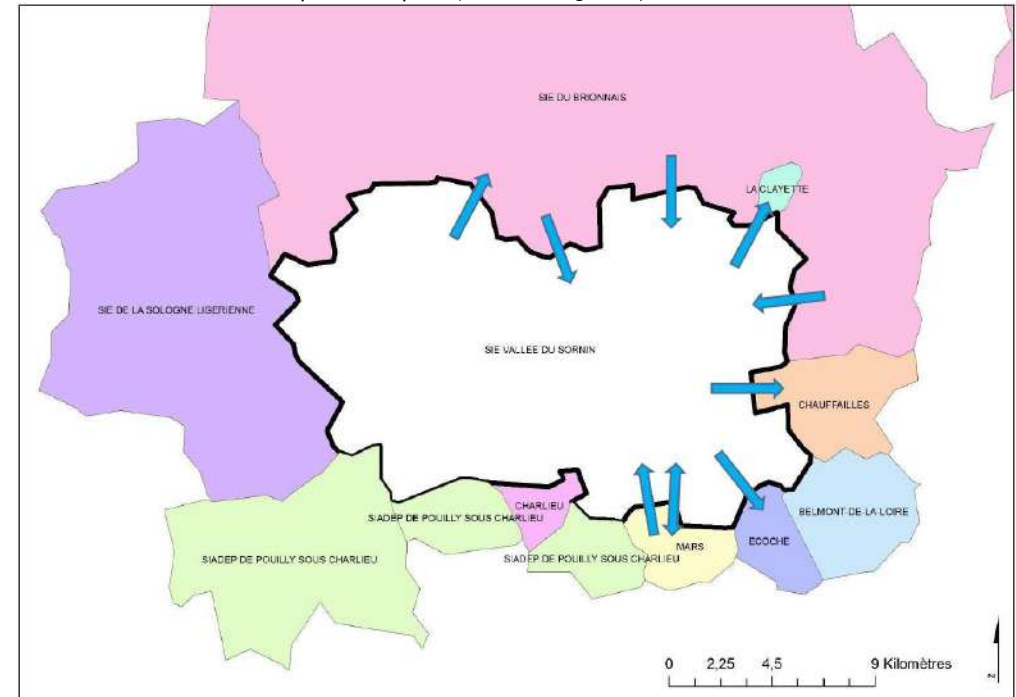 SIE DU BRIONNAIS
LA CLAYETTE
SIE DE LA SOLOGNE LIGERIENNE
SIE VALLEE DU SORNIN
CHAUFFAILLES
CHARLIEU
SIADEP DE POUILLY SOUS CHARLIEU
BELMONT-DE-LA-LOIRE
ECOCHE
MARS
SIADEP DE POUILLY SOUS CHARLIEU
SIADEP DE POUILLY SOUS CHARLIEU
0 2,25 4,5 9 Kilomètres